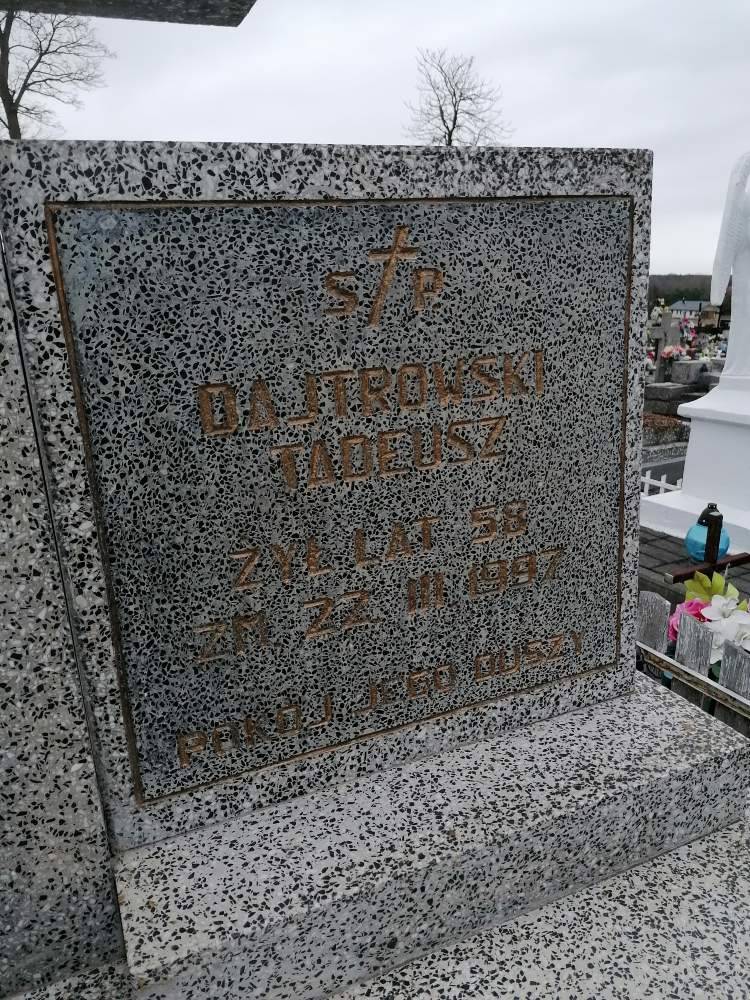 S † P
DAJTROWSKI
TADEUSZ
ŻYŁ LAT 58
ZM. 22 III 1997
POKÓJ JEGO DUSZY